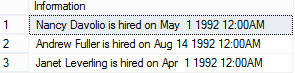 Information
1 Nancy Davolio is hired on May  1 1992 12:00AM
2 Andrew Fuller is hired on Aug 14 1992 12:00AM
3 Janet Leverling is hired on Apr  1 1992 12:00AM